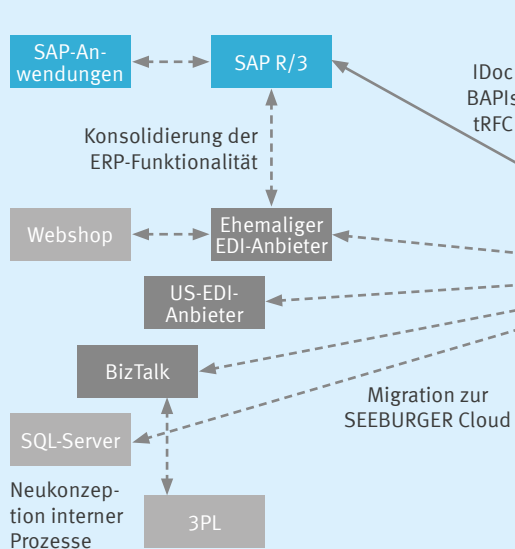 SAP-An-
wendungen
SAP R/3
IDoc
BAPIs
tRFC
Konsolidierung der
ERP-Funktionalität
Webshop
Ehemaliger
EDI-Anbieter
US-EDI-
Anbieter
BizTalk
Migration zur
SEEBURGER Cloud
SQL-Server
Neukonzep-
tion interner
Prozesse
3PL